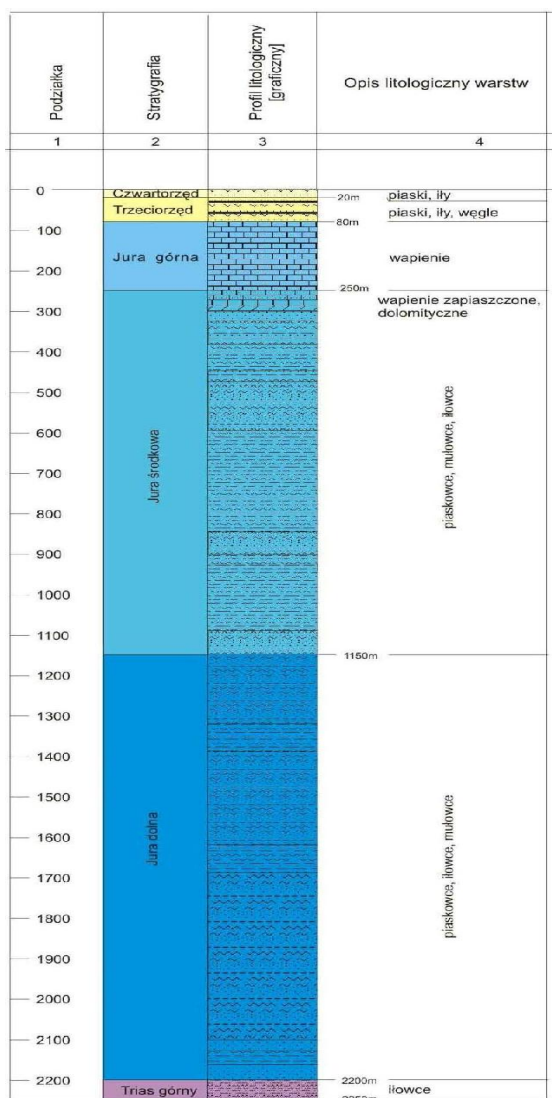 Podziałka
Stratygrafia
Profil litologiczny
[graficzny]
Opis litologiczny warstw
1
2
3
4
0
100
200
300
400
500
600
700
800
900
1000
1100
1200
1300
1400
1500
1600
1700
1800
1900
2000
2100
2200
Czwartorzęd
Trzeciorzęd
Jura górna
Jura środkowa
Jura dolna
Trias górny
20m
80m
250m
1150m
2200m
piaski, iły
piaski, iły, węgle
wapienie
wapienie zapiaszczone,
dolomityczne
piaskowce, mułowce, iłowce
piaskowce, iłowce, mułowce
iłowce